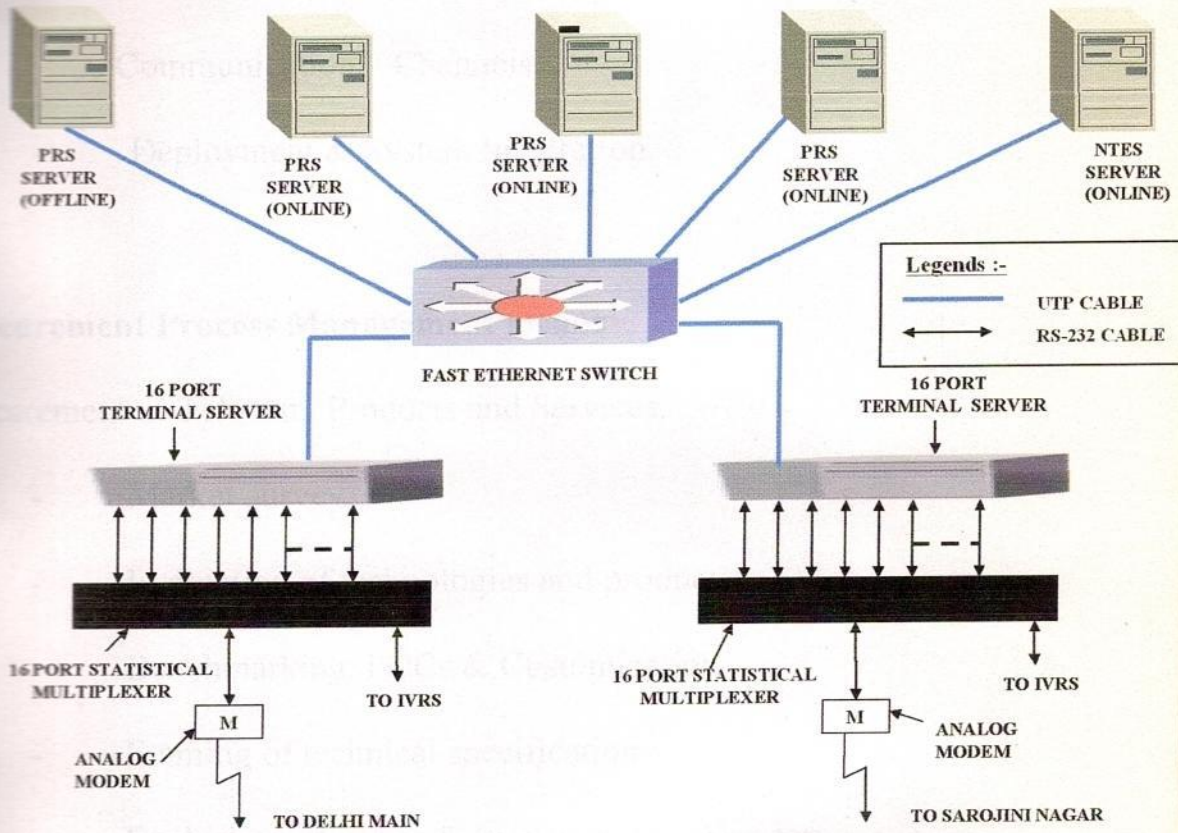 PRS
SERVER
(OFFLINE)
PRS
SERVER
(ONLINE)
PRS
SERVER
(ONLINE)
PRS
SERVER
(ONLINE)
NTES
SERVER
(ONLINE)
Legends :-
UTP CABLE
RS-232 CABLE
FAST ETHERNET SWITCH
16 PORT
TERMINAL SERVER
16 PORT
TERMINAL SERVER
16 PORT STATISTICAL
MULTIPLEXER
TO IVRS
M
ANALOG
MODEM
TO DELHI MAIN
16 PORT STATISTICAL
MULTIPLEXER
TO IVRS
M
ANALOG
MODEM
TO SAROJINI NAGAR